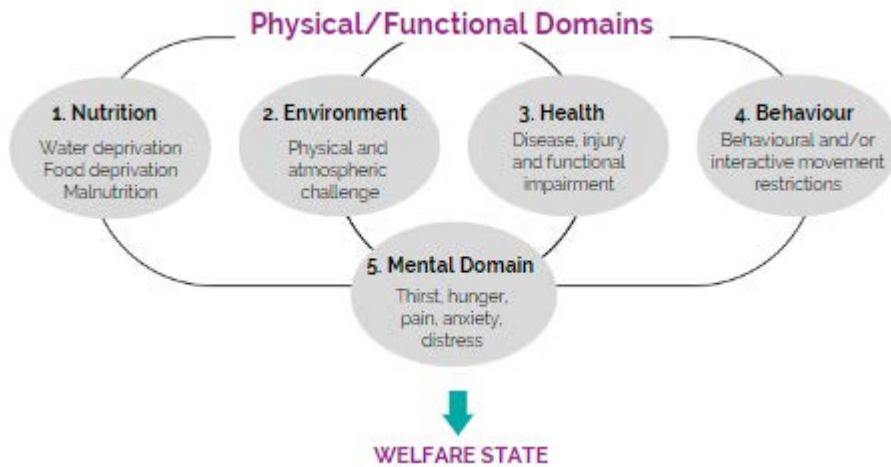 Physical/Functional Domains
1. Nutrition
Water deprivation
Food deprivation
Malnutrition
2. Environment
Physical and
atmospheric
challenge
3. Health
Disease, injury
and functional
impairment
4. Behaviour
Behavioural and/or
interactive movement
restrictions
5. Mental Domain
Thirst, hunger,
pain, anxiety,
distress
WELFARE STATE